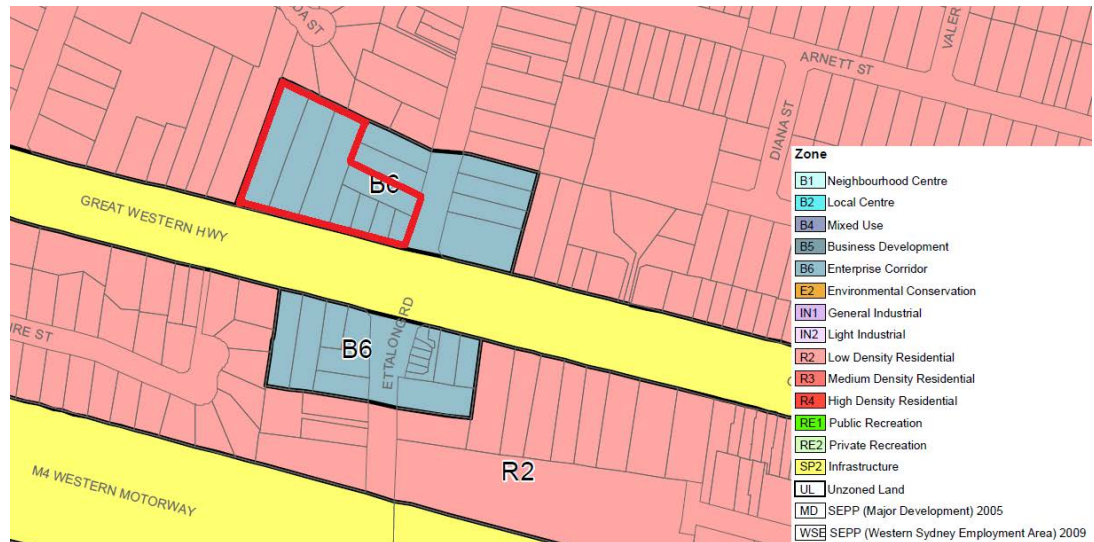 ARNETT ST
DIANA ST
GREAT WESTERN HWY
B6
B6
ETTALONG RD
M4 WESTERN MOTORWAY
R2
Zone
B1 Neighbourhood Centre
B2 Local Centre
B4 Mixed Use
B5 Business Development
B6 Enterprise Corridor
E2 Environmental Conservation
IN1 General Industrial
IN2 Light Industrial
R2 Low Density Residential
R3 Medium Density Residential
R4 High Density Residential
RE1 Public Recreation
RE2 Private Recreation
SP2 Infrastructure
UL Unzoned Land
MD SEPP (Major Development) 2005
WSE SEPP (Western Sydney Employment Area) 2009